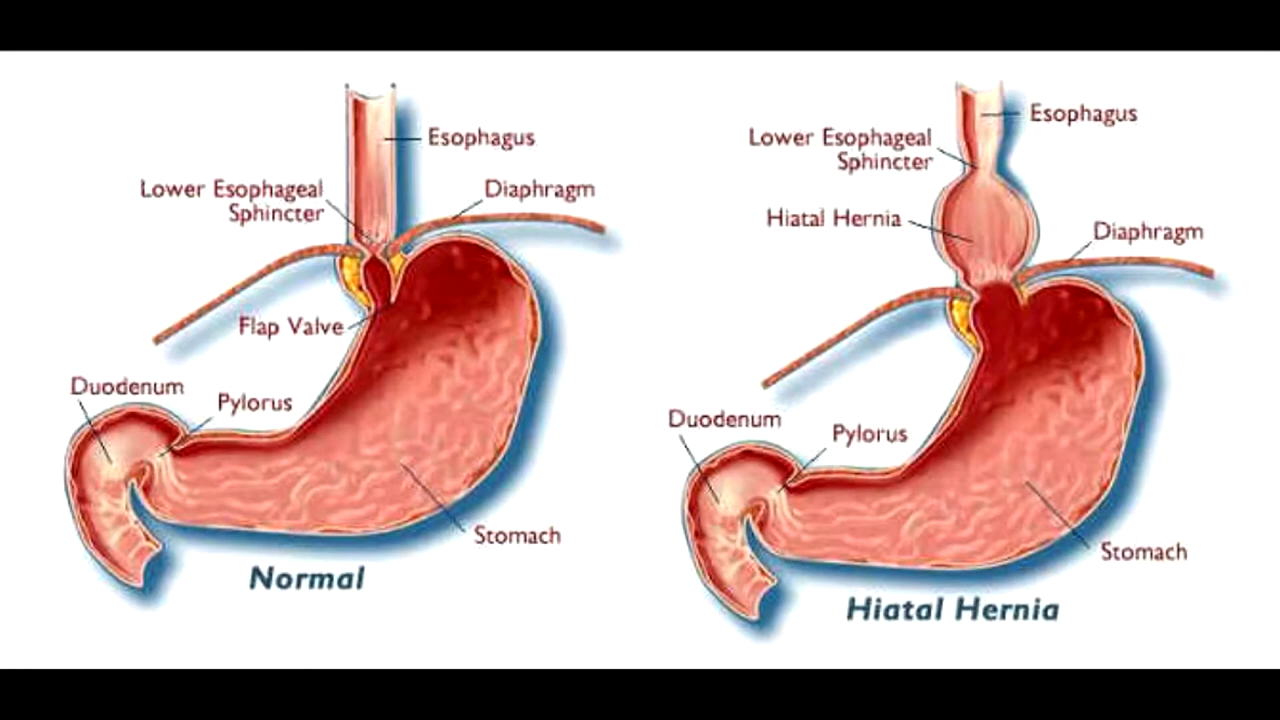 Esophagus
Lower Esophageal
Sphincter
Diaphragm
Flap Valve
Duodenum
Pylorus
Stomach
Normal
Esophagus
Lower Esophageal
Sphincter
Hiatal Hernia
Diaphragm
Duodenum
Pylorus
Stomach
Hiatal Hernia